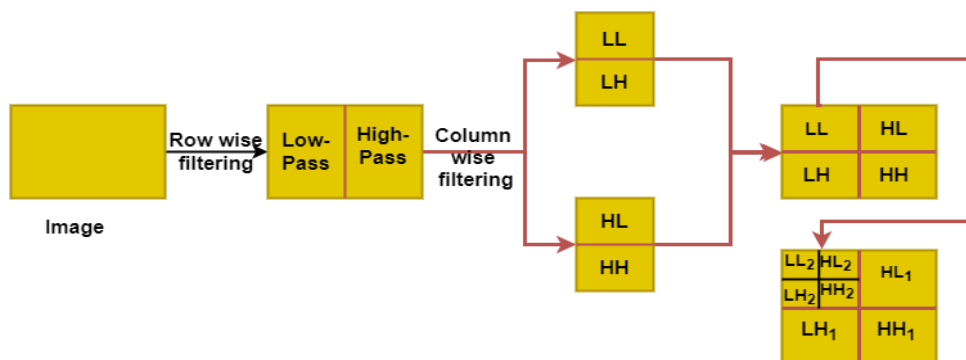 Image
Row wise
filtering
Low-
Pass
High-
Pass
Column
wise
filtering
LL
LH
HL
HH
LL HL
LH HH
LL2 HL2
LH2 HH2
HL1
LH1 HH1